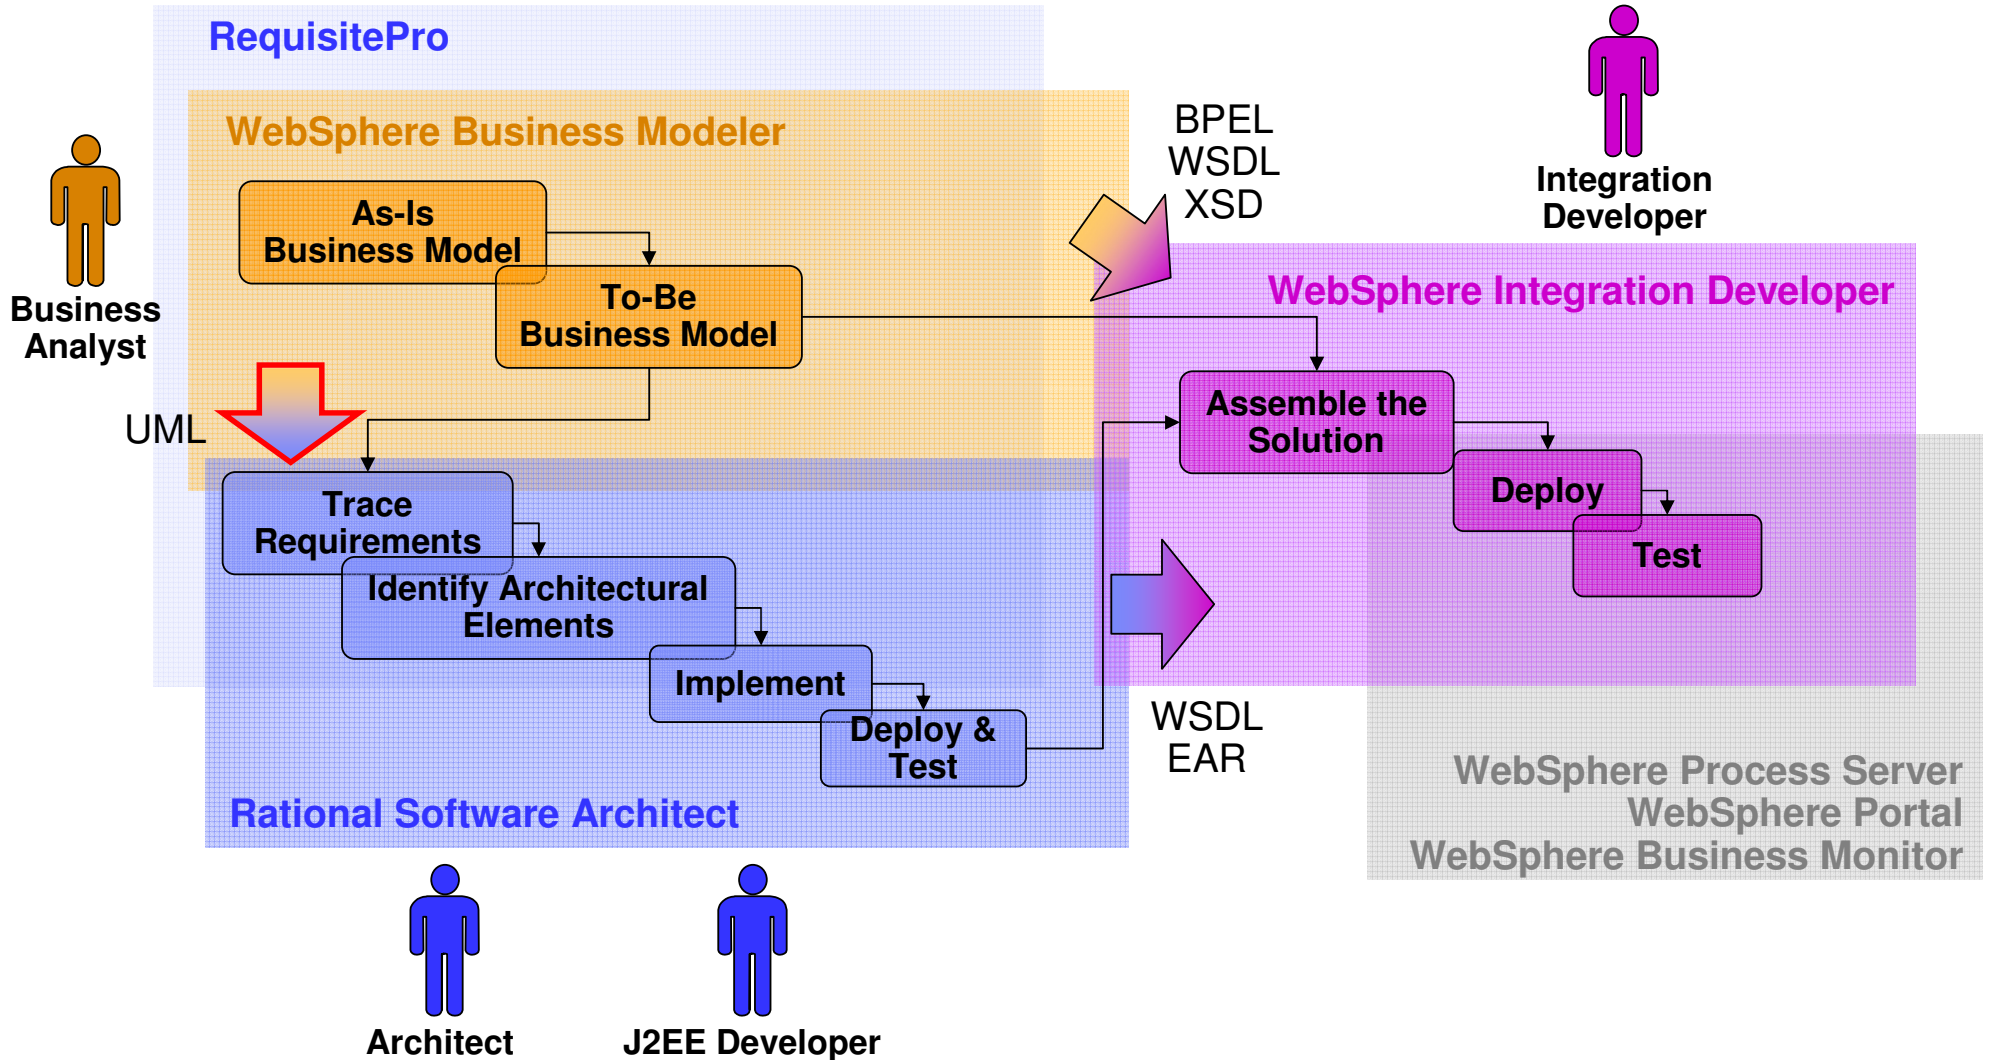 RequisitePro
WebSphere Business Modeler
As-Is
Business Model
To-Be
Business Model
Business
Analyst
UML
BPEL
WSDL
XSD
Integration
Developer
WebSphere Integration Developer
Assemble the
Solution
Deploy
Test
Trace
Requirements
Identify Architectural
Elements
Implement
Deploy &
Test
Rational Software Architect
WSDL
EAR
WebSphere Process Server
WebSphere Portal
WebSphere Business Monitor
Architect
J2EE Developer